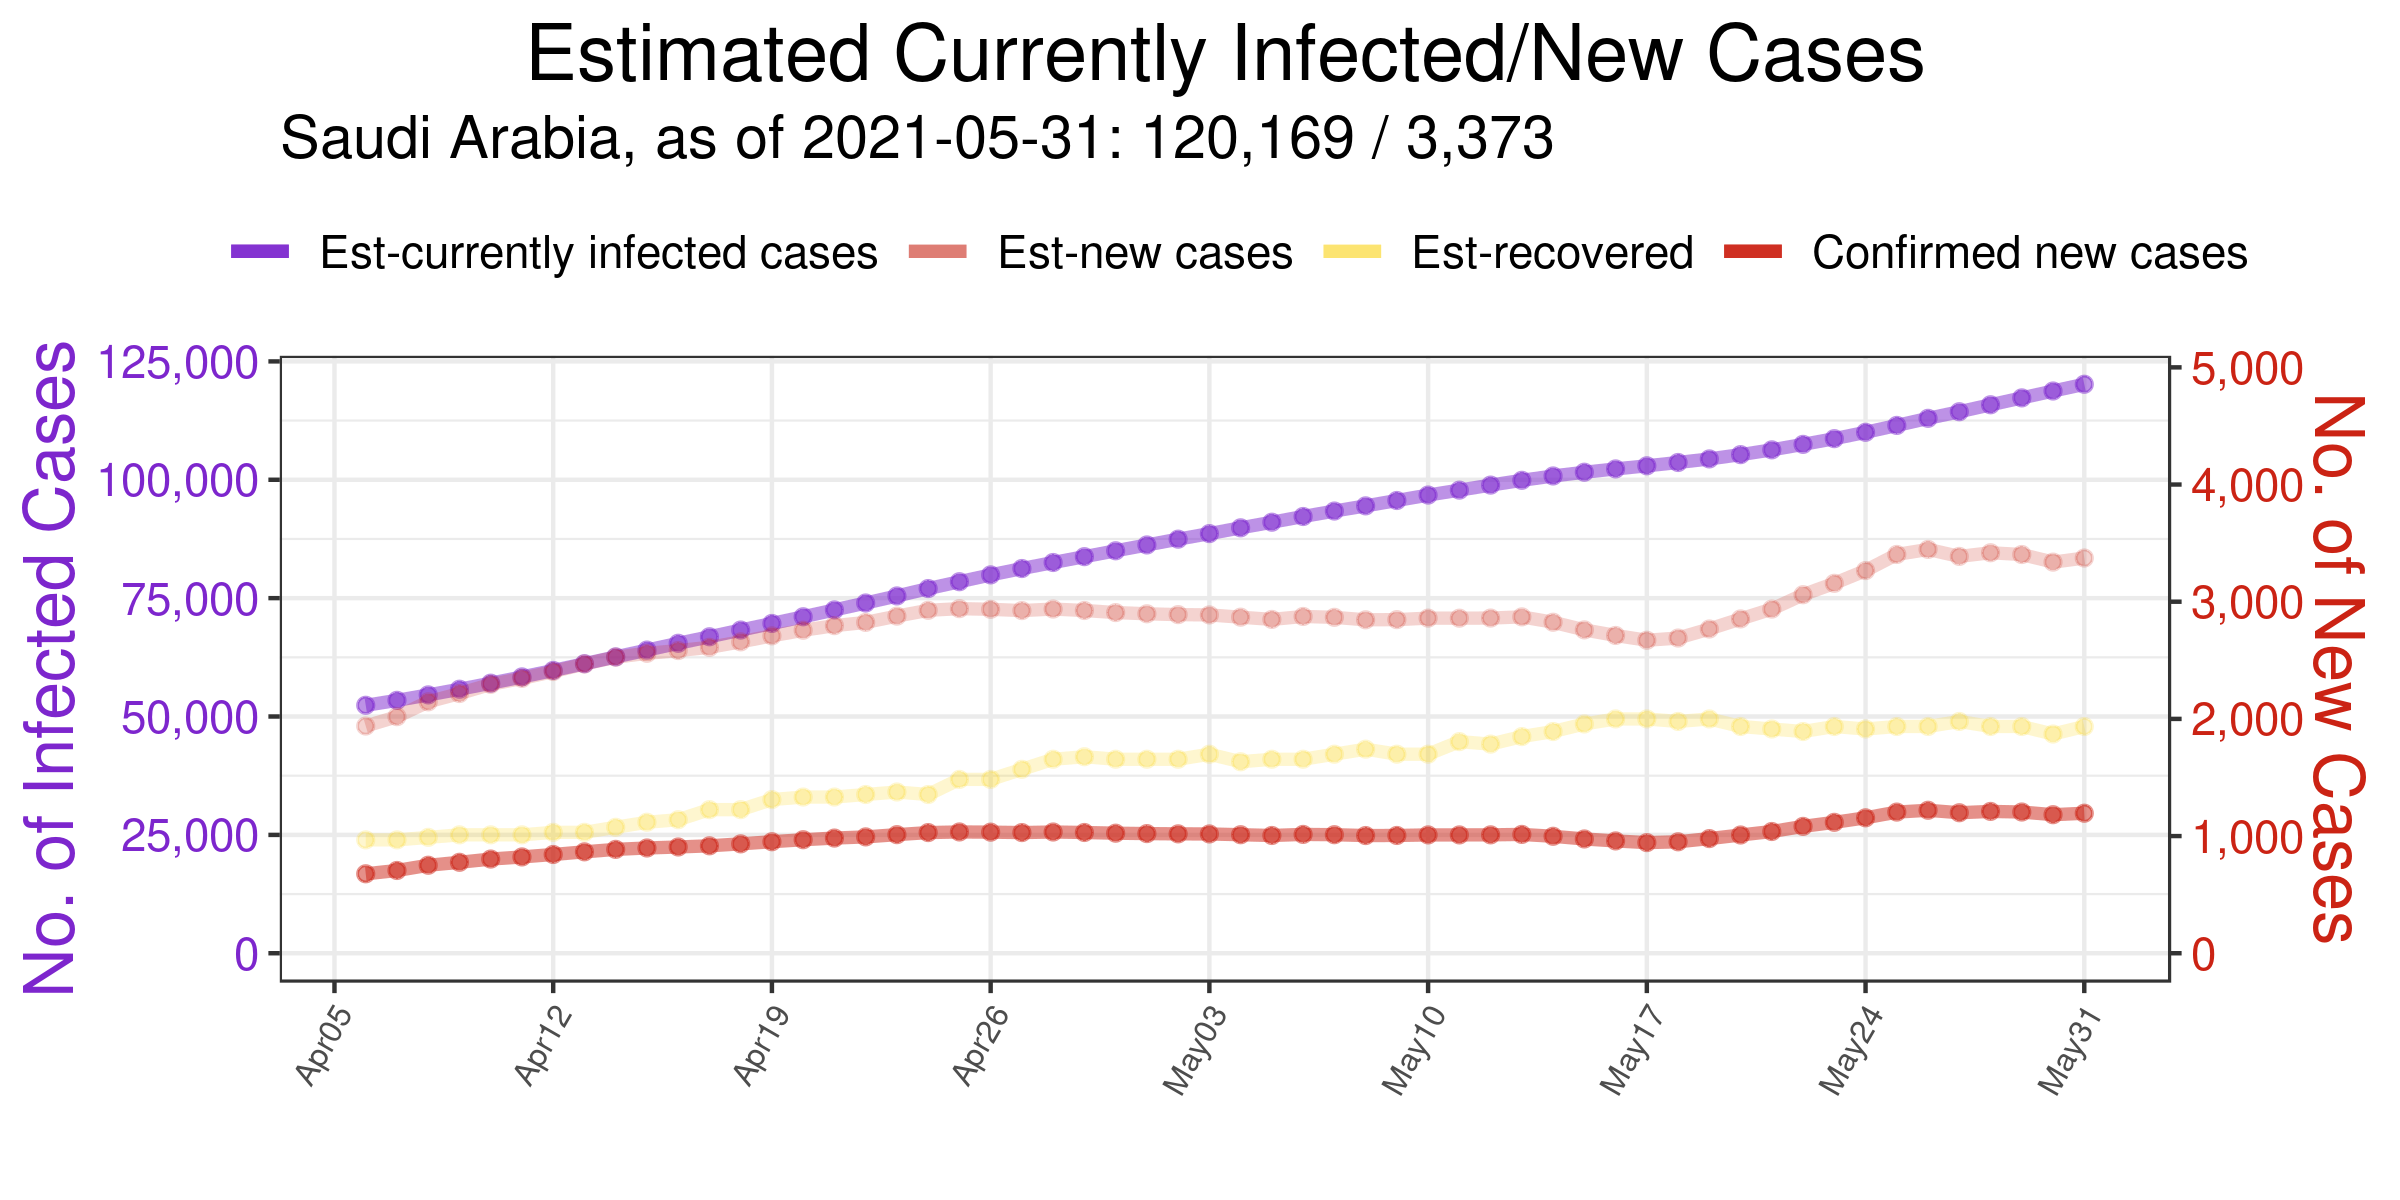 Estimated Currently Infected/New Cases
Saudi Arabia, as of 2021-05-31: 120,169 / 3,373
Est-currently infected cases Est-new cases Est-recovered Confirmed new cases
No. of Infected Cases
125,000
100,000
75,000
50,000
25,000
0
5,000
4,000
3,000
2,000
1,000
0
No. of New Cases
Apr05 Apr12 Apr19 Apr26 May03 May10 May17 May24 May31